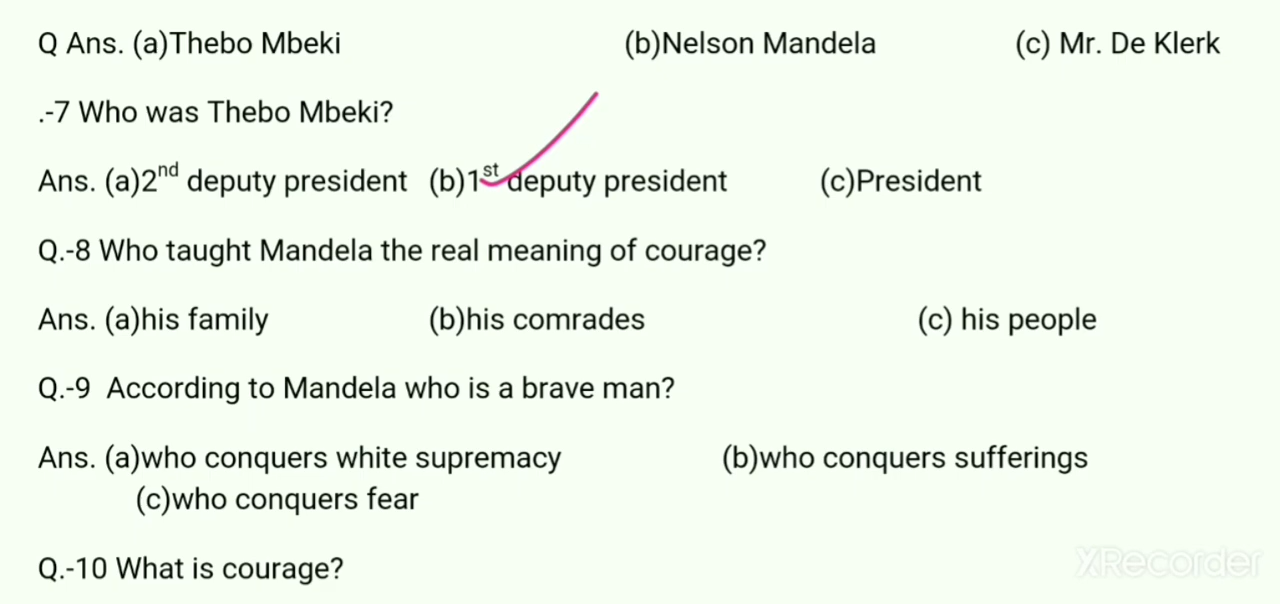 Q Ans. (a)Thebo Mbeki (b)Nelson Mandela (c) Mr. De Klerk
.-7 Who was Thebo Mbeki?
Ans. (a)2nd deputy president (b)1st deputy president (c)President
Q.-8 Who taught Mandela the real meaning of courage?
Ans. (a)his family (b)his comrades (c) his people
Q.-9 According to Mandela who is a brave man?
Ans. (a)who conquers white supremacy (b)who conquers sufferings
(c)who conquers fear
Q.-10 What is courage?
XRecorder